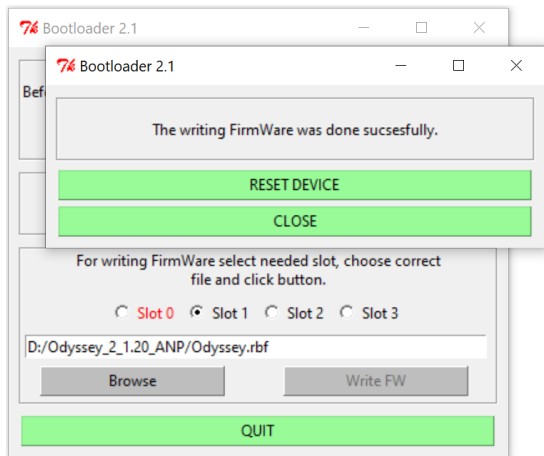 Bootloader 2.1
Bootloader 2.1
The writing FirmWare was done sucsesfully.
RESET DEVICE
CLOSE
For writing FirmWare select needed slot, choose correct
file and click button.
Slot 0 Slot 1 Slot 2 Slot 3
D:/Odyssey_2_1.20_ANP/Odyssey.rbf
Browse Write FW
QUIT